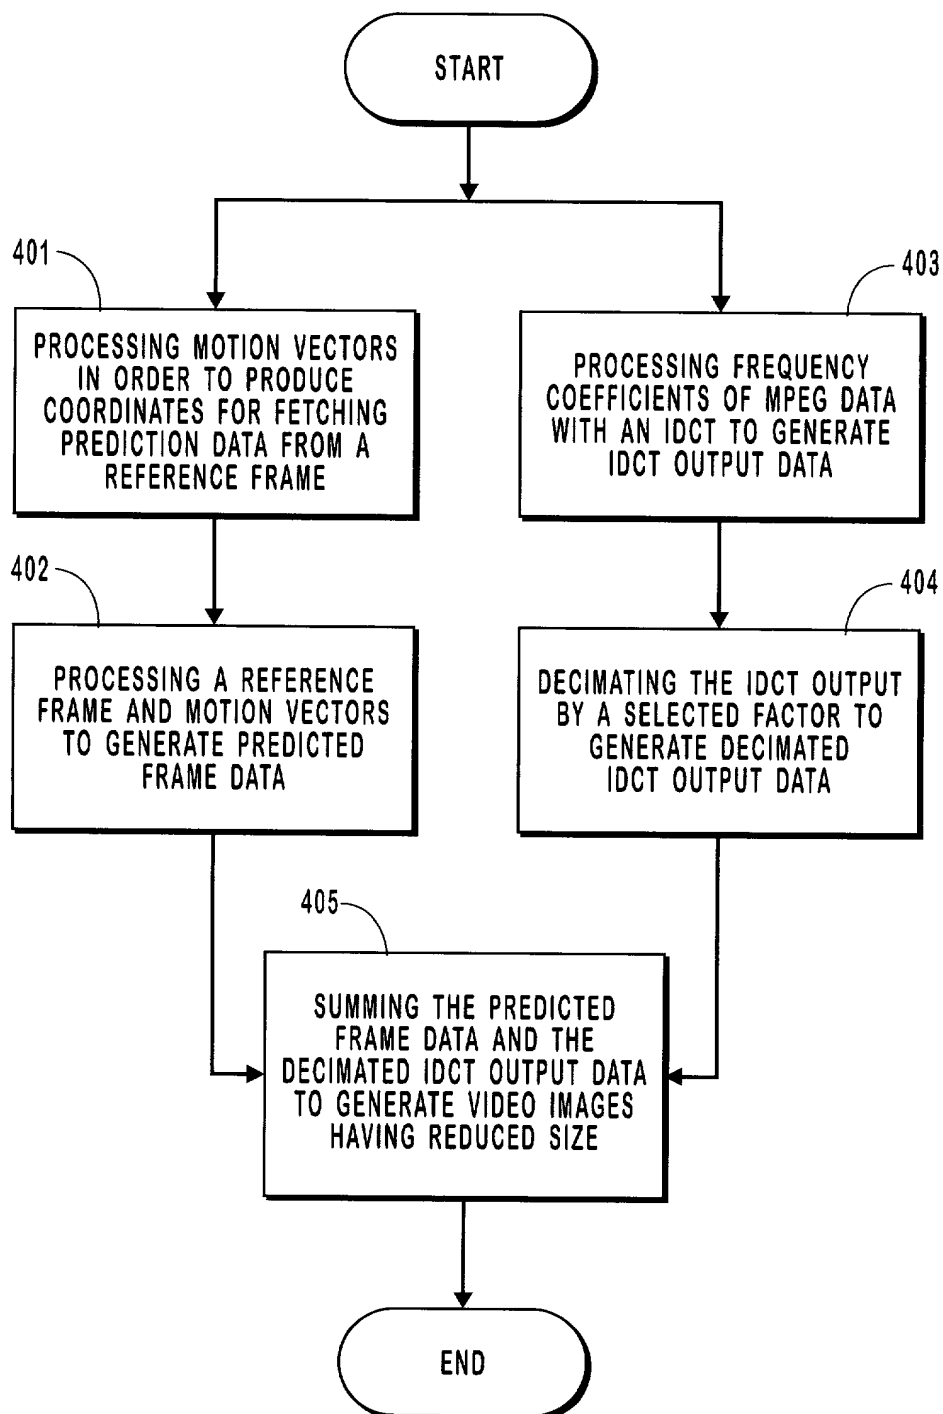 START
401
PROCESSING MOTION VECTORS
IN ORDER TO PRODUCE
COORDINATES FOR FETCHING
PREDICTION DATA FROM A
REFERENCE FRAME
403
PROCESSING FREQUENCY
COEFFICIENTS OF MPEG DATA
WITH AN IDCT TO GENERATE
IDCT OUTPUT DATA
402
PROCESSING A REFERENCE
FRAME AND MOTION VECTORS
TO GENERATE PREDICTED
FRAME DATA
404
DECIMATING THE IDCT OUTPUT
BY A SELECTED FACTOR TO
GENERATE DECIMATED
IDCT OUTPUT DATA
405
SUMMING THE PREDICTED
FRAME DATA AND THE
DECIMATED IDCT OUTPUT DATA
TO GENERATE VIDEO IMAGES
HAVING REDUCED SIZE
END